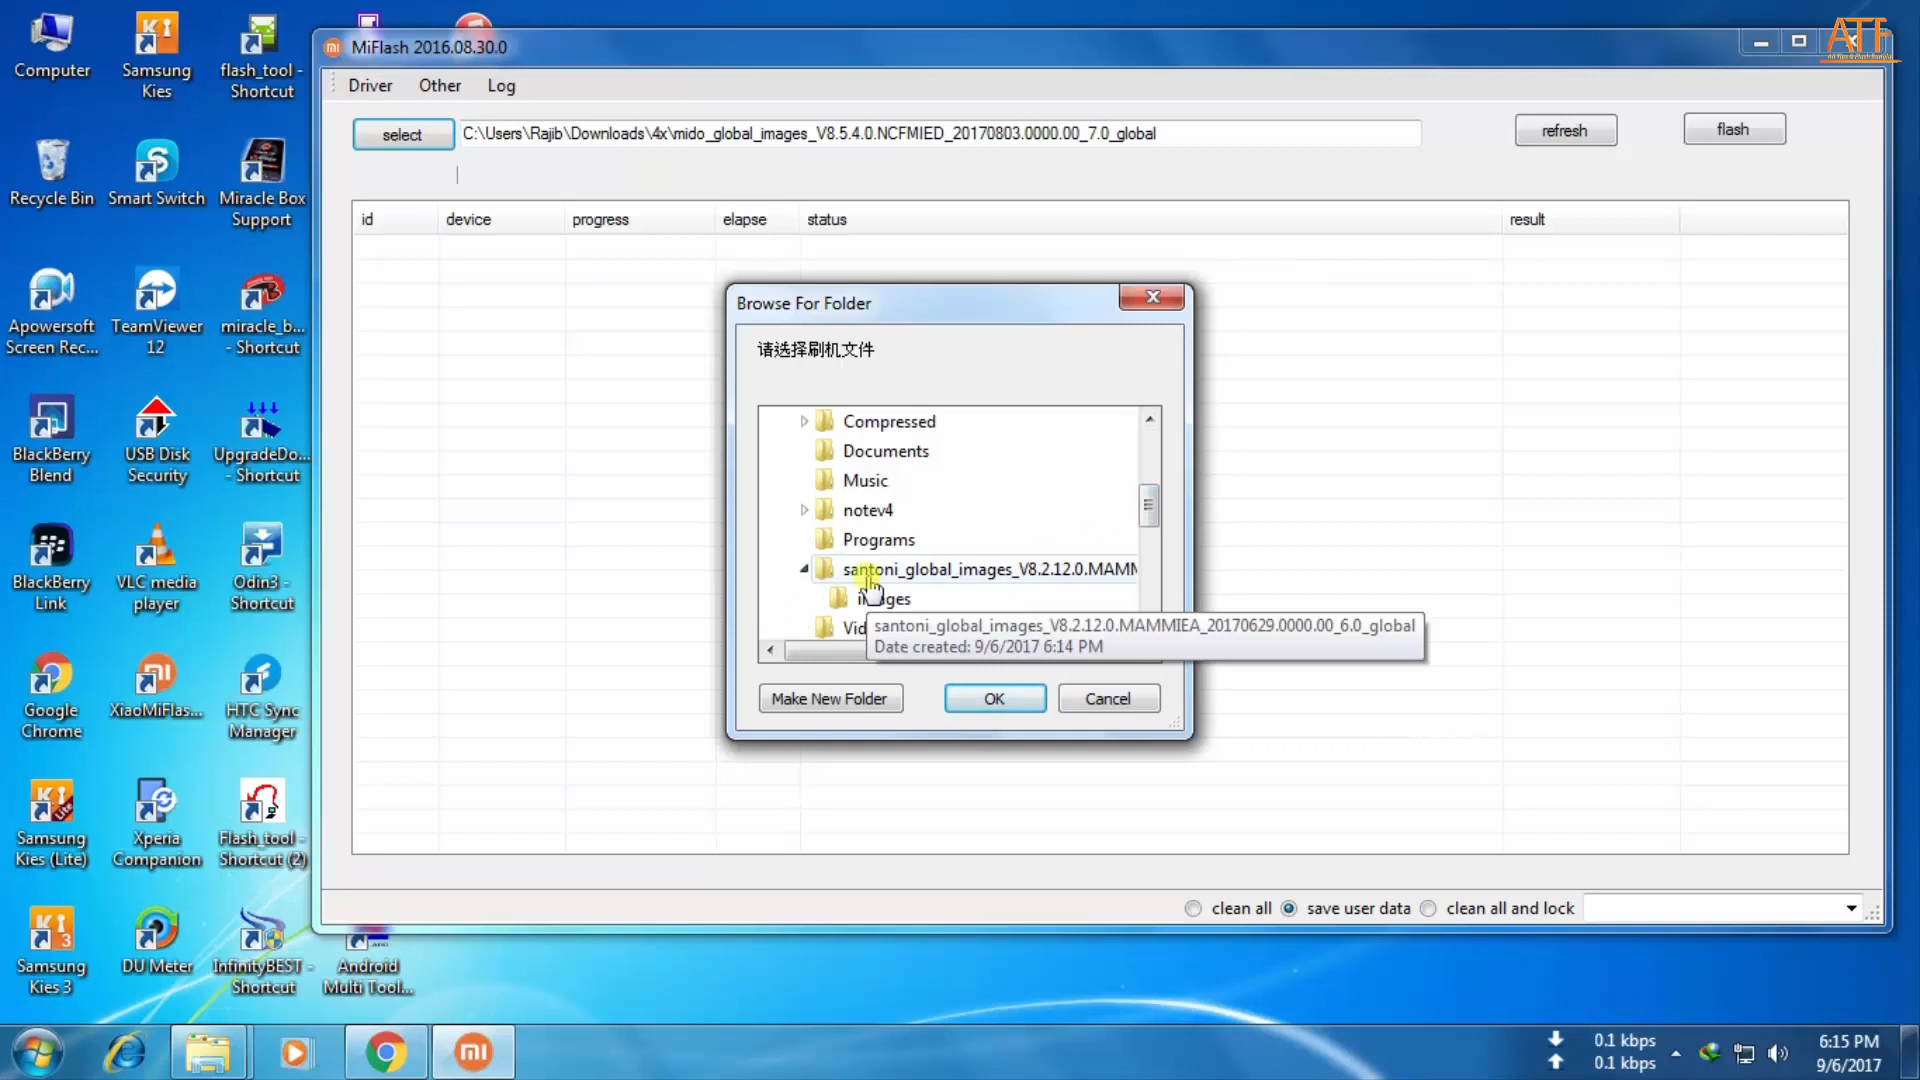 Computer
Samsung
Kies
flash_tool -
Shortcut
Recycle Bin
Smart Switch
Miracle Box
Support
Apowersoft
Screen Rec...
TeamViewer
12
miracle_b...
- Shortcut
BlackBerry
Blend
USB Disk
Security
UpgradeDo...
- Shortcut
BlackBerry
Link
VLC media
player
Odin3 -
Shortcut
Google
Chrome
XiaoMiFlas...
HTC Sync
Manager
Samsung
Kies (Lite)
Xperia
Companion
Flash_tool -
Shortcut (2)
Samsung
Kies 3
DU Meter
InfinityBEST -
Shortcut
Android
Multi Tool...
MiFlash 2016.08.30.0
ATF
Driver Other Log
select C:\Users\Rajib\Downloads\4x\mido_global_images_V8.5.4.0.NCFMIED_20170803.0000.00_7.0_global refresh flash
id device progress elapse status result
Browse For Folder
请选择刷机文件
Compressed
Documents
Music
notev4
Programs
santoni_global_images_V8.2.12.0.MAMM
images
Vid
santoni_global_images_V8.2.12.0.MAMMIEA_20170629.0000.00_6.0_global
Date created: 9/6/2017 6:14 PM
Make New Folder OK Cancel
clean all save user data clean all and lock
0.1 kbps
0.1 kbps
6:15 PM
9/6/2017